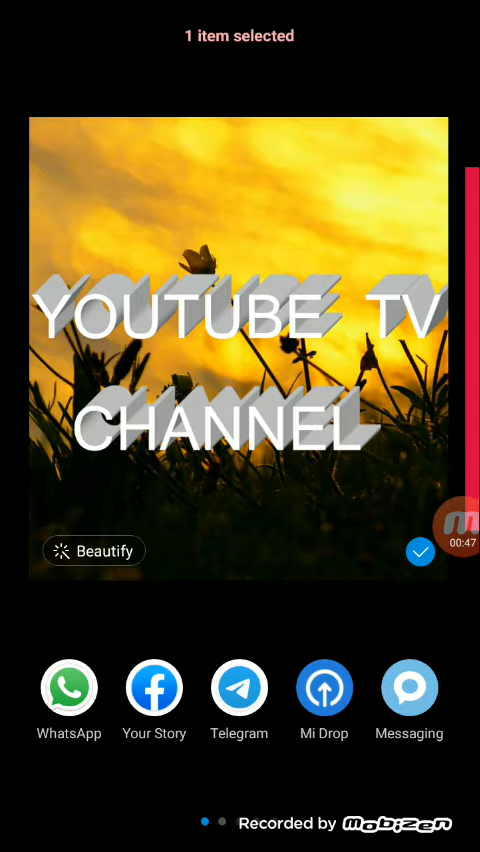 1 item selected
YOUTUBE TV
CHANNEL
Beautify
00:47
WhatsApp
Your Story
Telegram
Mi Drop
Messaging
Recorded by Mobizen